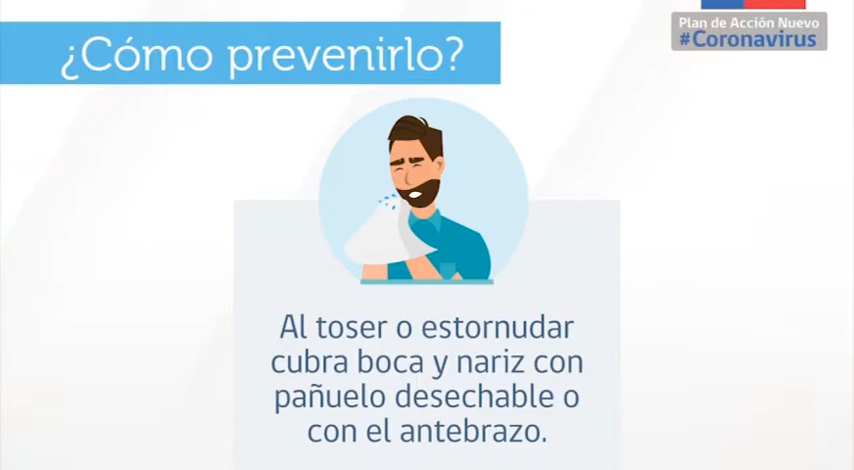 ¿Cómo prevenirlo?
Plan de Acción Nuevo
#Coronavirus
Al toser o estornudar
cubra boca y nariz con
pañuelo desechable o
con el antebrazo.